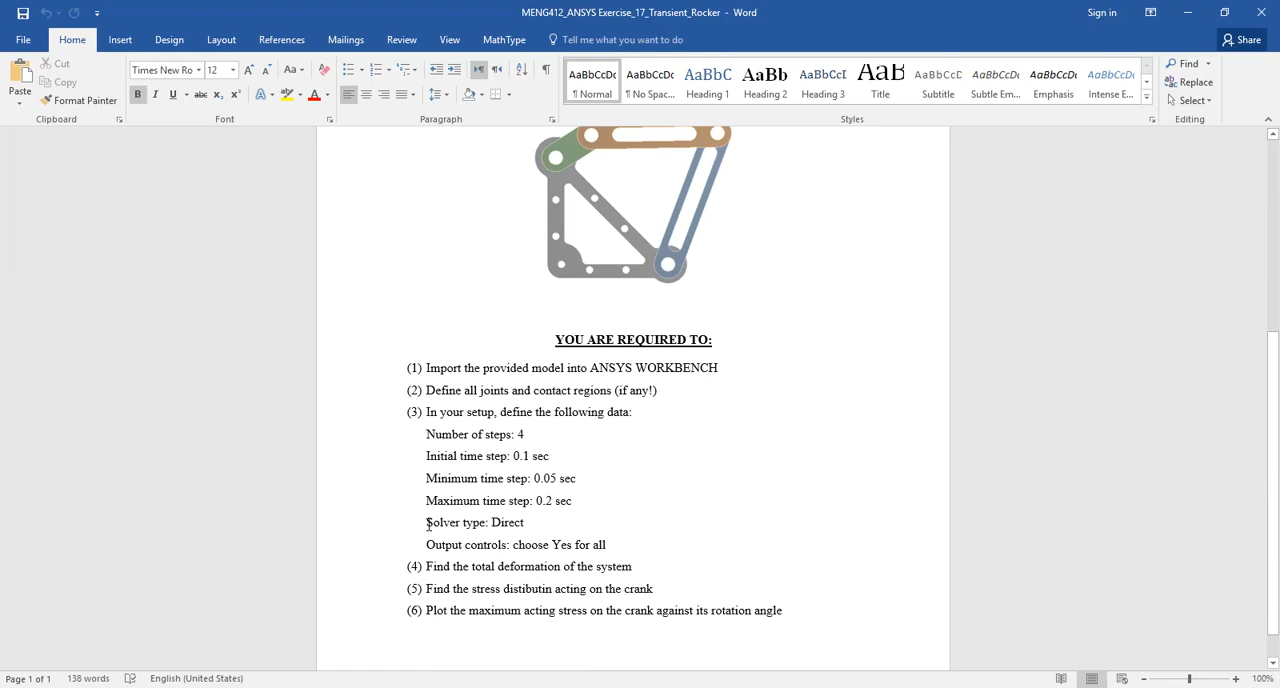 MENG412_ANSYS Exercise_17_Transient_Rocker - Word
Sign in
File Home Insert Design Layout References Mailings Review View MathType Tell me what you want to do Share
Paste
Cut
Copy
Format Painter
Clipboard
Times New Ro 12
Font
Paragraph
AaBbCcDc AaBbCcDc AaBbC AaBb AaBbCcI AaB AaBbCcD AaBbCcDc AaBbCcDc AaBbCcDc
¶ Normal ¶ No Spac... Heading 1 Heading 2 Heading 3 Title Subtitle Subtle Em... Emphasis Intense E...
Styles
Find
Replace
Select
Editing
YOU ARE REQUIRED TO:
(1) Import the provided model into ANSYS WORKBENCH
(2) Define all joints and contact regions (if any!)
(3) In your setup, define the following data:
Number of steps: 4
Initial time step: 0.1 sec
Minimum time step: 0.05 sec
Maximum time step: 0.2 sec
Solver type: Direct
Output controls: choose Yes for all
(4) Find the total deformation of the system
(5) Find the stress distibutin acting on the crank
(6) Plot the maximum acting stress on the crank against its rotation angle
Page 1 of 1 138 words English (United States) 100%